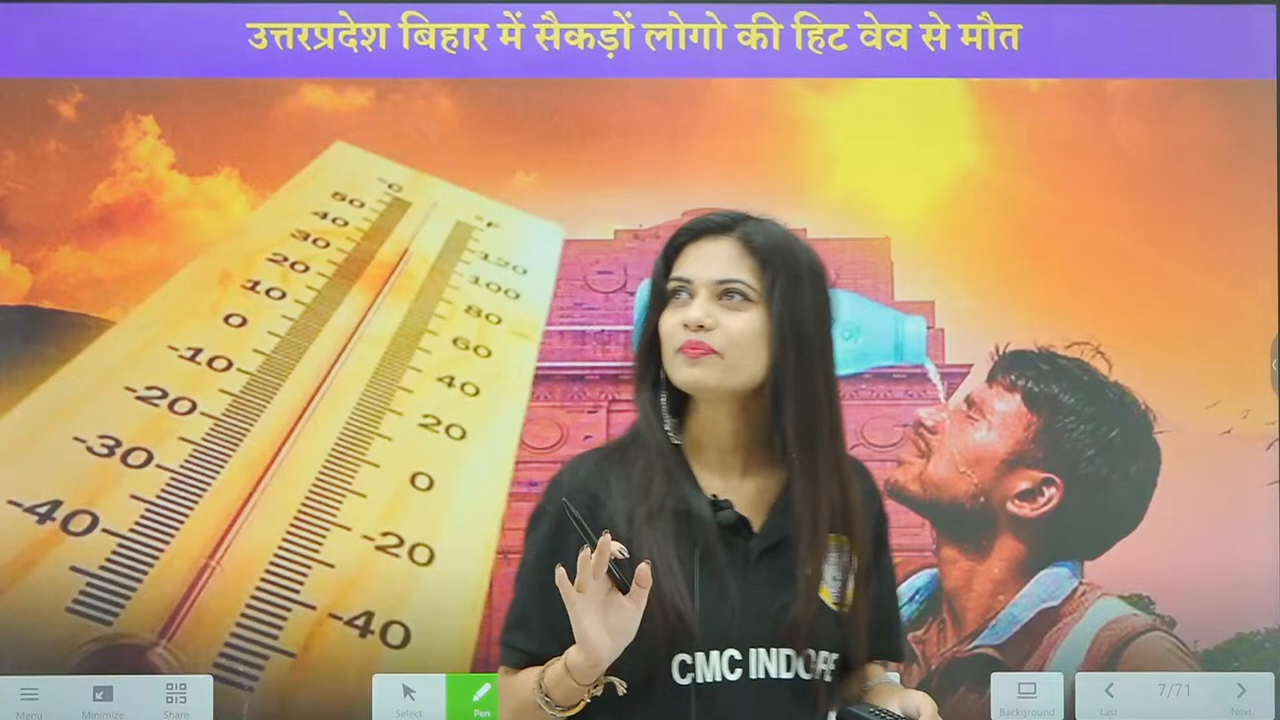 उत्तरप्रदेश बिहार में सैकड़ों लोगो की हिट वेव से मौत
°C
°F
50
40
30
20
10
0
-10
-20
-30
-40
120
100
80
60
40
20
0
-20
-40
CMC INDORE
Menu
Minimize
Share
Select
Pen
Background
Last
7/71
Next